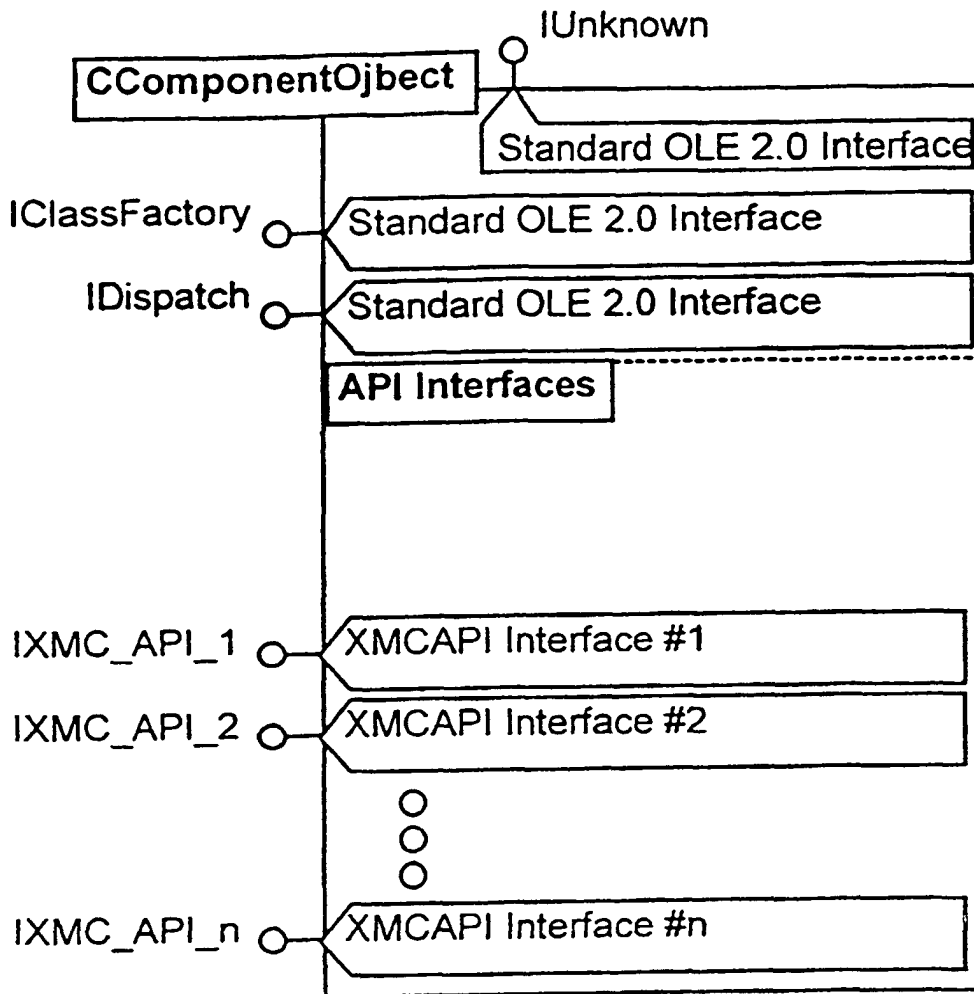 IUnknown
CComponentOjbect
Standard OLE 2.0 Interface
IClassFactory
Standard OLE 2.0 Interface
IDispatch
Standard OLE 2.0 Interface
API Interfaces
IXMC_API_1
XMCAPI Interface #1
IXMC_API_2
XMCAPI Interface #2
IXMC_API_n
XMCAPI Interface #n